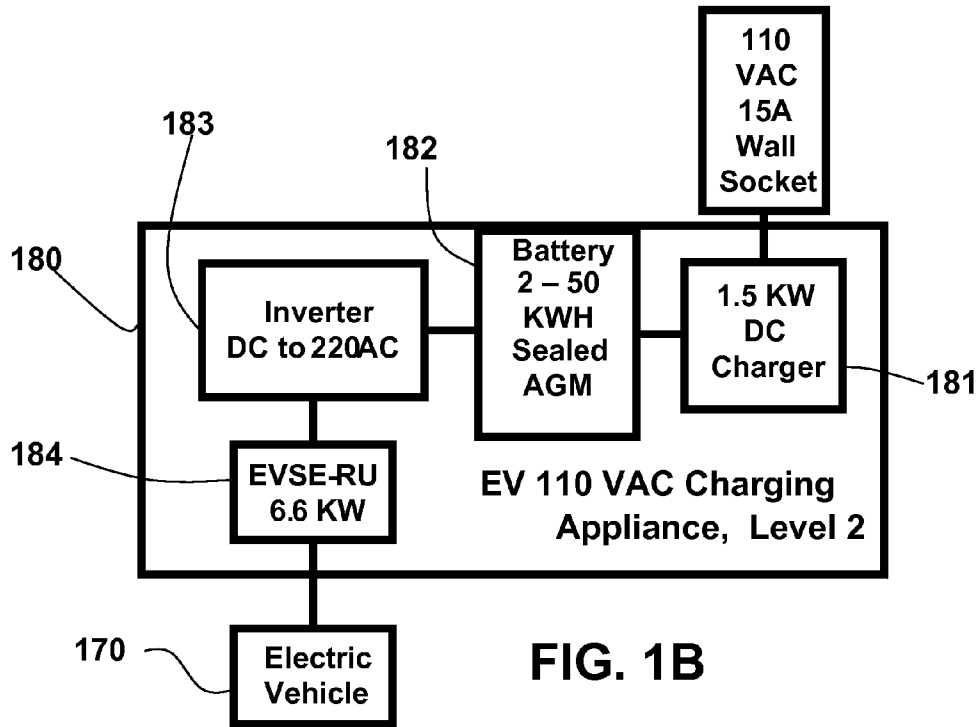 110
VAC
15A
Wall
Socket
183
182
180
Battery
2 – 50
KWH
Sealed
AGM
Inverter
DC to 220AC
1.5 KW
DC
Charger
181
184
EVSE-RU
6.6 KW
EV 110 VAC Charging
Appliance, Level 2
170
Electric
Vehicle
FIG. 1B